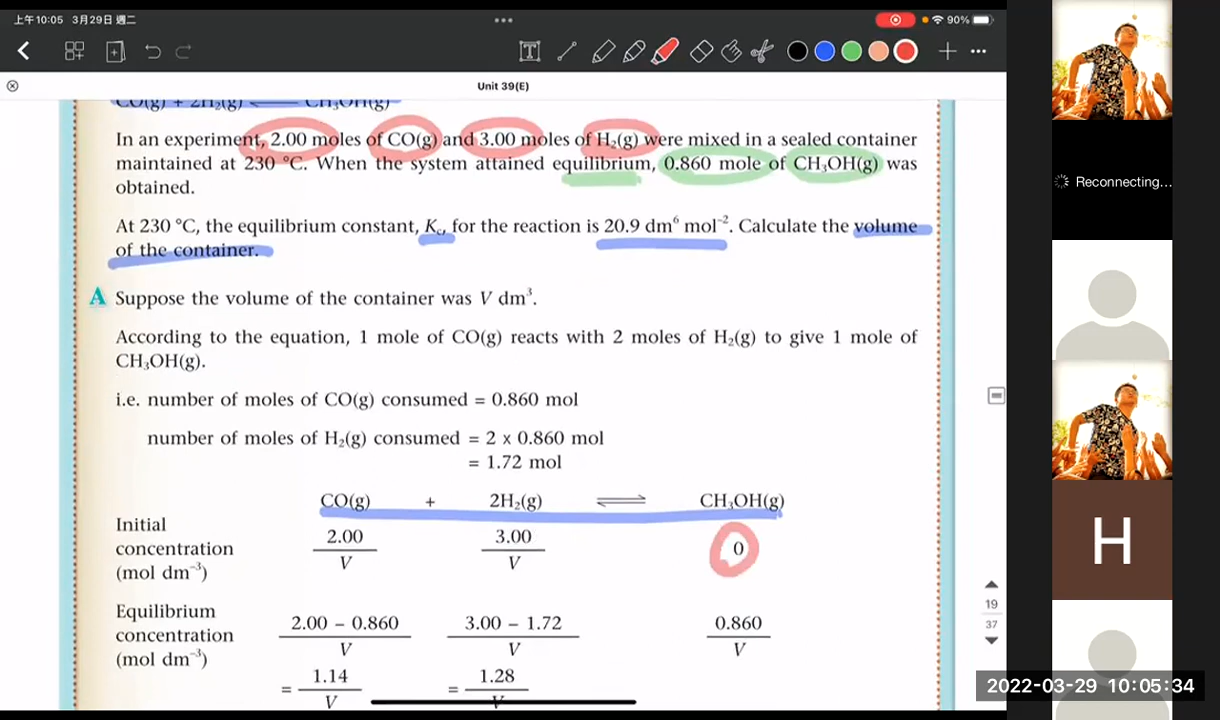 上午10:05 3月29日 週二
90%
Unit 39(E)
CO(g) + 2H₂(g) ⇌ CH₃OH(g)
In an experiment, 2.00 moles of CO(g) and 3.00 moles of H₂(g) were mixed in a sealed container
maintained at 230 °C. When the system attained equilibrium, 0.860 mole of CH₃OH(g) was
obtained.
At 230 °C, the equilibrium constant, Kc, for the reaction is 20.9 dm⁶ mol⁻². Calculate the volume
of the container.
A Suppose the volume of the container was V dm³.
According to the equation, 1 mole of CO(g) reacts with 2 moles of H₂(g) to give 1 mole of
CH₃OH(g).
i.e. number of moles of CO(g) consumed = 0.860 mol
number of moles of H₂(g) consumed = 2 x 0.860 mol
= 1.72 mol
CO(g) + 2H₂(g) ⇌ CH₃OH(g)
Initial
concentration
(mol dm⁻³)
2.00 3.00 0
V V
Equilibrium
concentration
(mol dm⁻³)
2.00 – 0.860 3.00 – 1.72 0.860
V V V
= 1.14 = 1.28
V V
19
37
Reconnecting...
H
2022-03-29 10:05:34